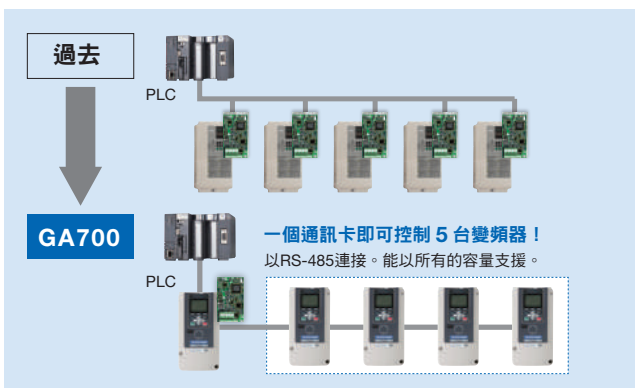 過去
PLC
GA700
一個通訊卡即可控制 5 台變頻器！
以RS-485連接。能以所有的容量支援。
PLC